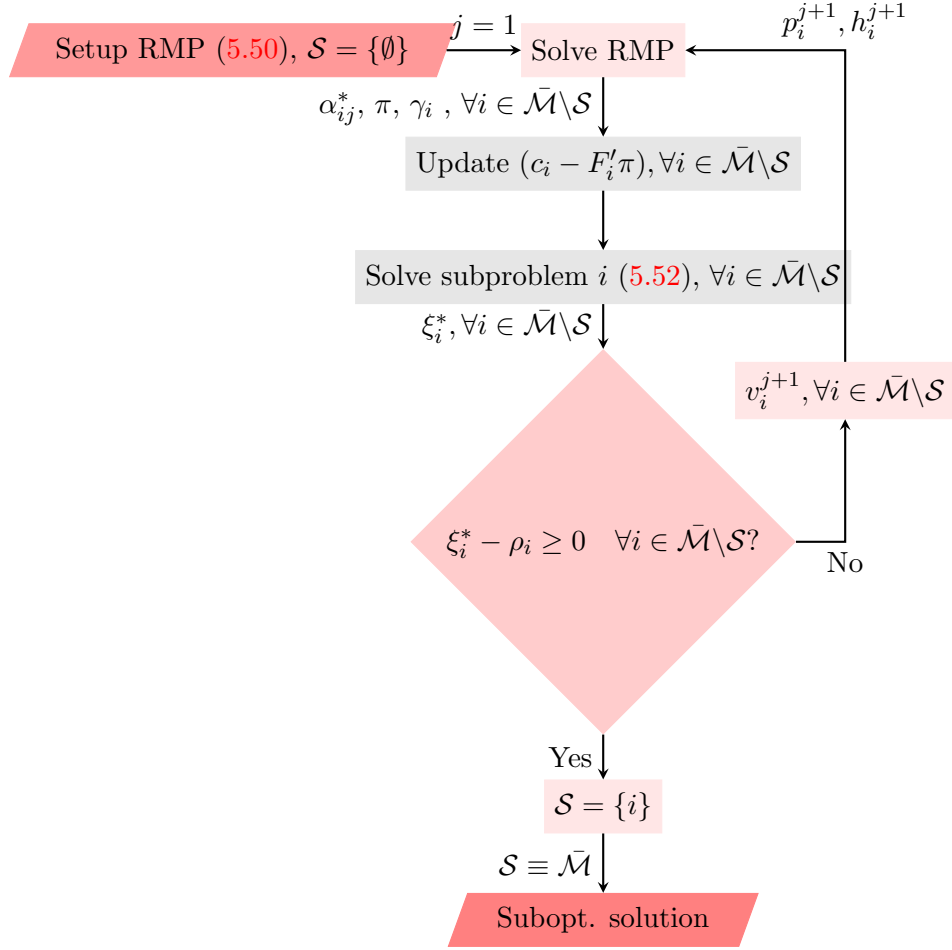 Setup RMP (5.50), 𝒮 = {∅}
j = 1
Solve RMP
p_i^{j+1}, h_i^{j+1}
α*_{ij}, π, γ_i , ∀i ∈ ℳ̄\𝒮
Update (c_i − F′_i π), ∀i ∈ ℳ̄\𝒮
Solve subproblem i (5.52), ∀i ∈ ℳ̄\𝒮
ξ*_i, ∀i ∈ ℳ̄\𝒮
v_i^{j+1}, ∀i ∈ ℳ̄\𝒮
ξ*_i − ρ_i ≥ 0 ∀i ∈ ℳ̄\𝒮?
No
Yes
𝒮 = {i}
𝒮 ≡ ℳ̄
Subopt. solution